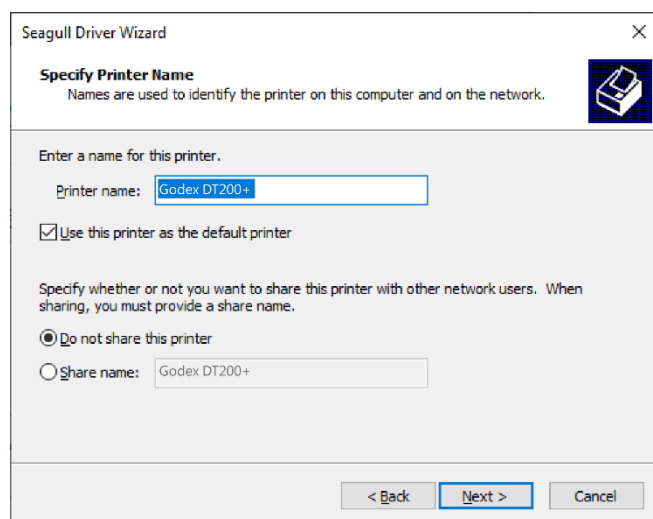 Seagull Driver Wizard
Specify Printer Name
Names are used to identify the printer on this computer and on the network.
Enter a name for this printer.
Printer name: Godex DT200+
Use this printer as the default printer
Specify whether or not you want to share this printer with other network users. When
sharing, you must provide a share name.
Do not share this printer
Share name: Godex DT200+
< Back Next > Cancel